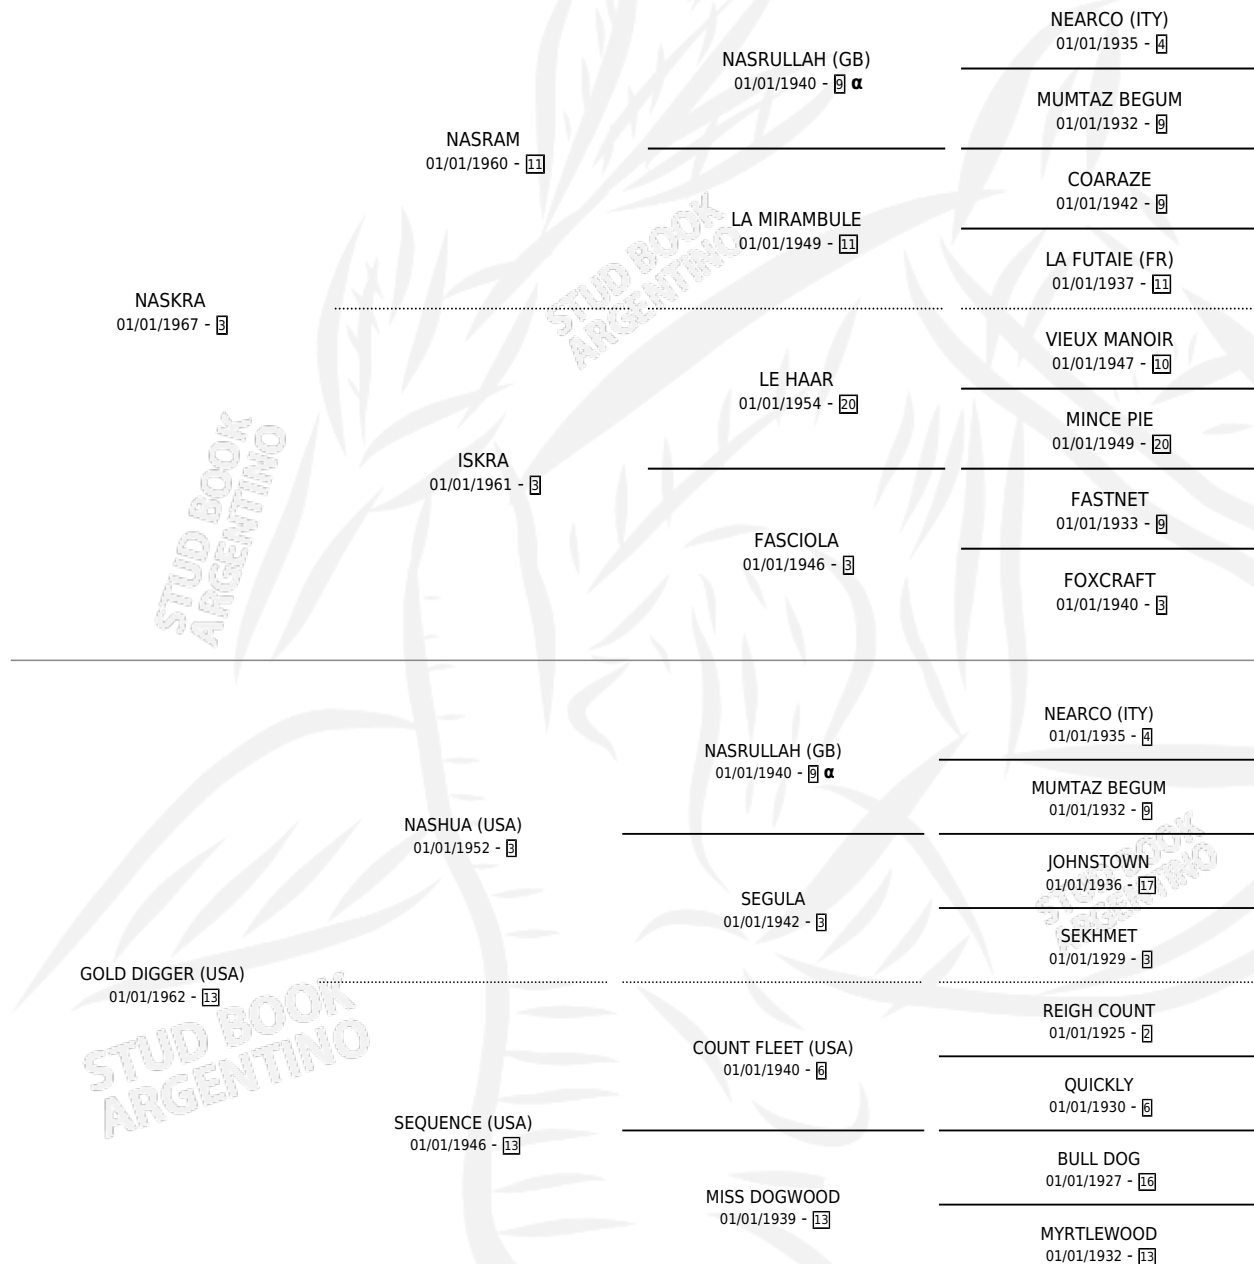 NEARCO (ITY)
01/01/1935 - 4
NASRULLAH (GB)
01/01/1940 - 9 α
MUMTAZ BEGUM
01/01/1932 - 9
NASRAM
01/01/1960 - 11
COARAZE
01/01/1942 - 9
LA MIRAMBULE
01/01/1949 - 11
LA FUTAIE (FR)
01/01/1937 - 11
STUD BOOK
ARGENTINO
NASKRA
01/01/1967 - 3
VIEUX MANOIR
01/01/1947 - 10
LE HAAR
01/01/1954 - 20
MINCE PIE
01/01/1949 - 20
ISKRA
01/01/1961 - 3
FASTNET
01/01/1933 - 9
FASCIOLA
01/01/1946 - 3
FOXCRAFT
01/01/1940 - 3
STUD BOOK
ARGENTINO
NEARCO (ITY)
01/01/1935 - 4
NASRULLAH (GB)
01/01/1940 - 9 α
MUMTAZ BEGUM
01/01/1932 - 9
NASHUA (USA)
01/01/1952 - 3
JOHNSTOWN
01/01/1936 - 17
STUD BOOK
ARGENTINO
SEGULA
01/01/1942 - 3
SEKHMET
01/01/1929 - 3
GOLD DIGGER (USA)
01/01/1962 - 13
REIGH COUNT
01/01/1925 - 2
COUNT FLEET (USA)
01/01/1940 - 6
QUICKLY
01/01/1930 - 6
STUD BOOK
ARGENTINO
SEQUENCE (USA)
01/01/1946 - 13
BULL DOG
01/01/1927 - 16
MISS DOGWOOD
01/01/1939 - 13
MYRTLEWOOD
01/01/1932 - 13